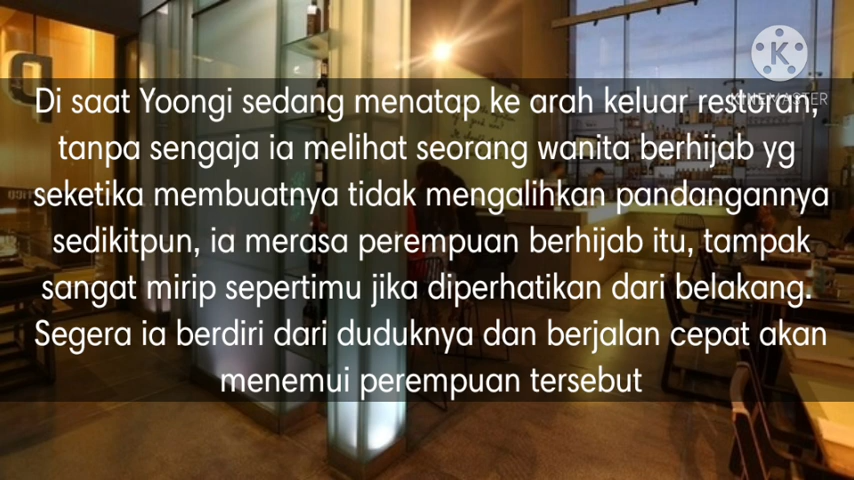 KINEMASTER
Di saat Yoongi sedang menatap ke arah keluar restoran,
tanpa sengaja ia melihat seorang wanita berhijab yg
seketika membuatnya tidak mengalihkan pandangannya
sedikitpun, ia merasa perempuan berhijab itu, tampak
sangat mirip sepertimu jika diperhatikan dari belakang.
Segera ia berdiri dari duduknya dan berjalan cepat akan
menemui perempuan tersebut